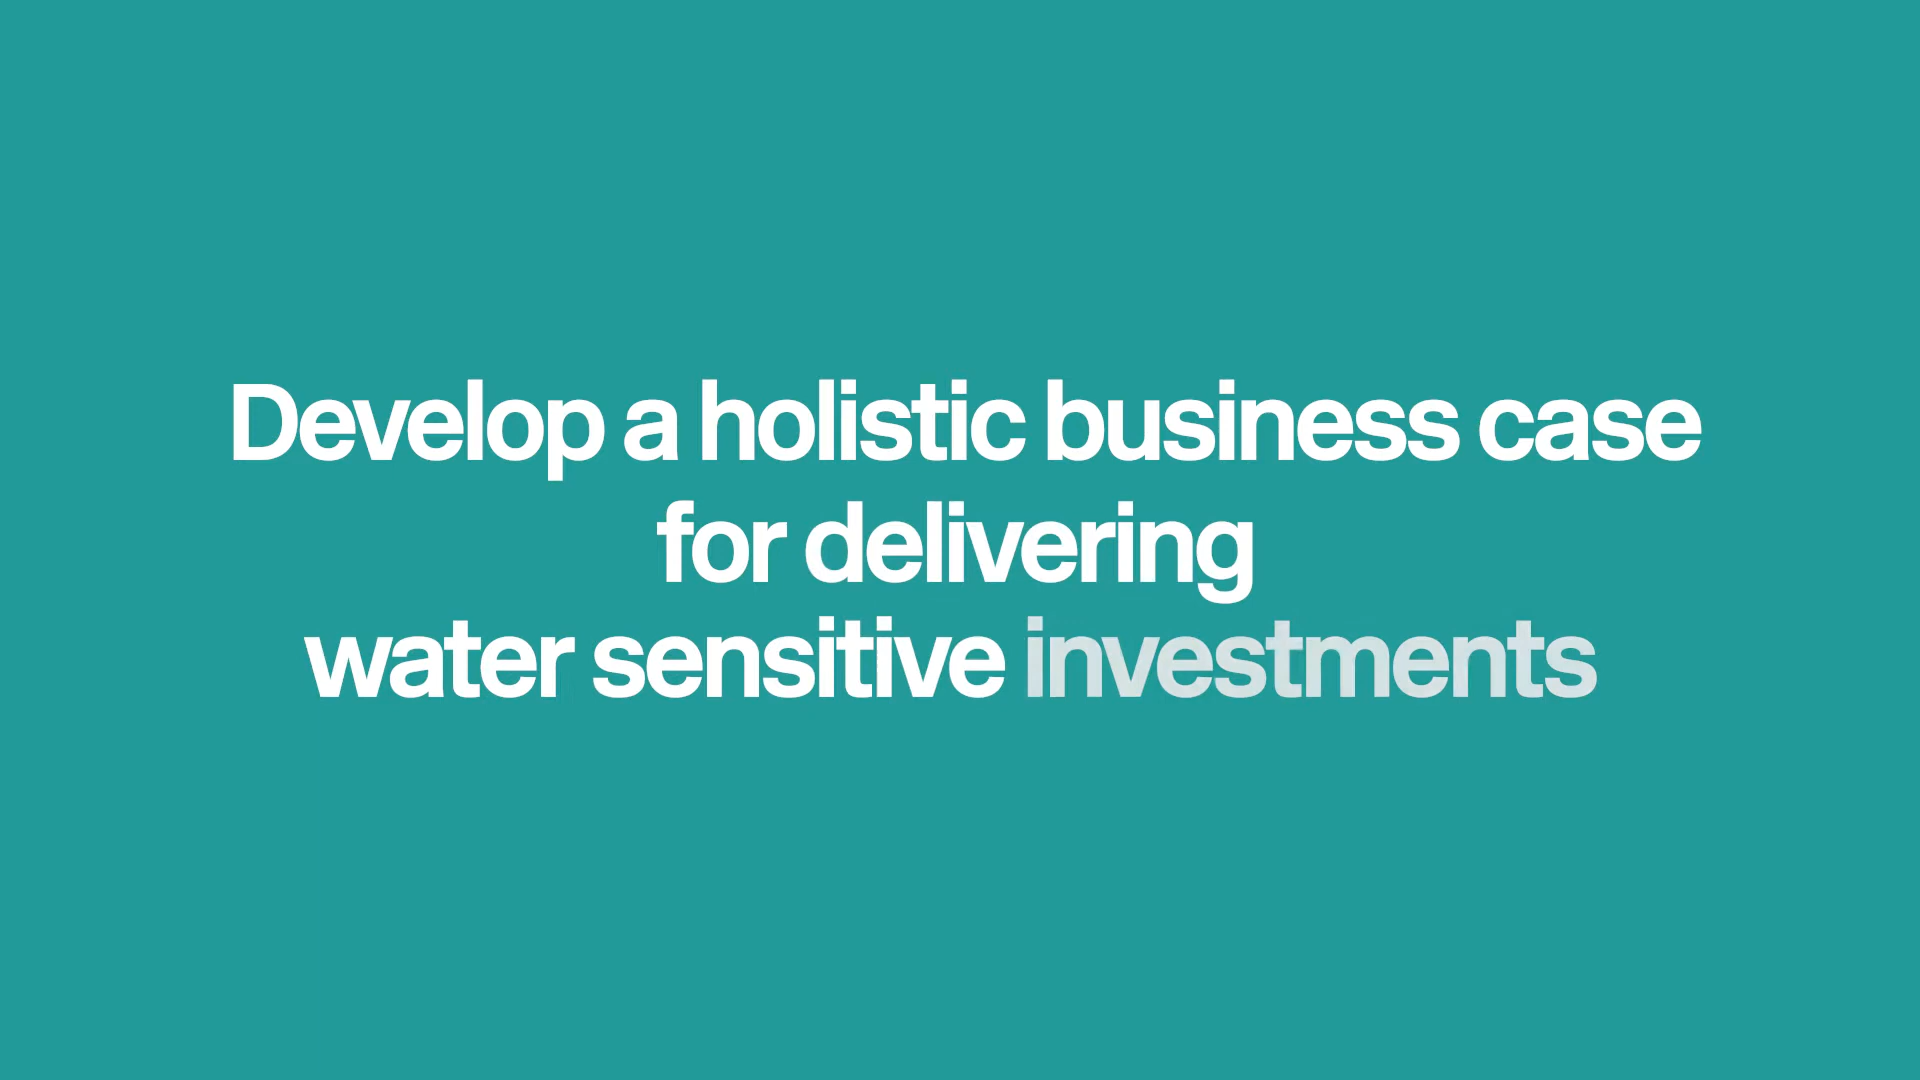 Develop a holistic business case
for delivering
water sensitive investments